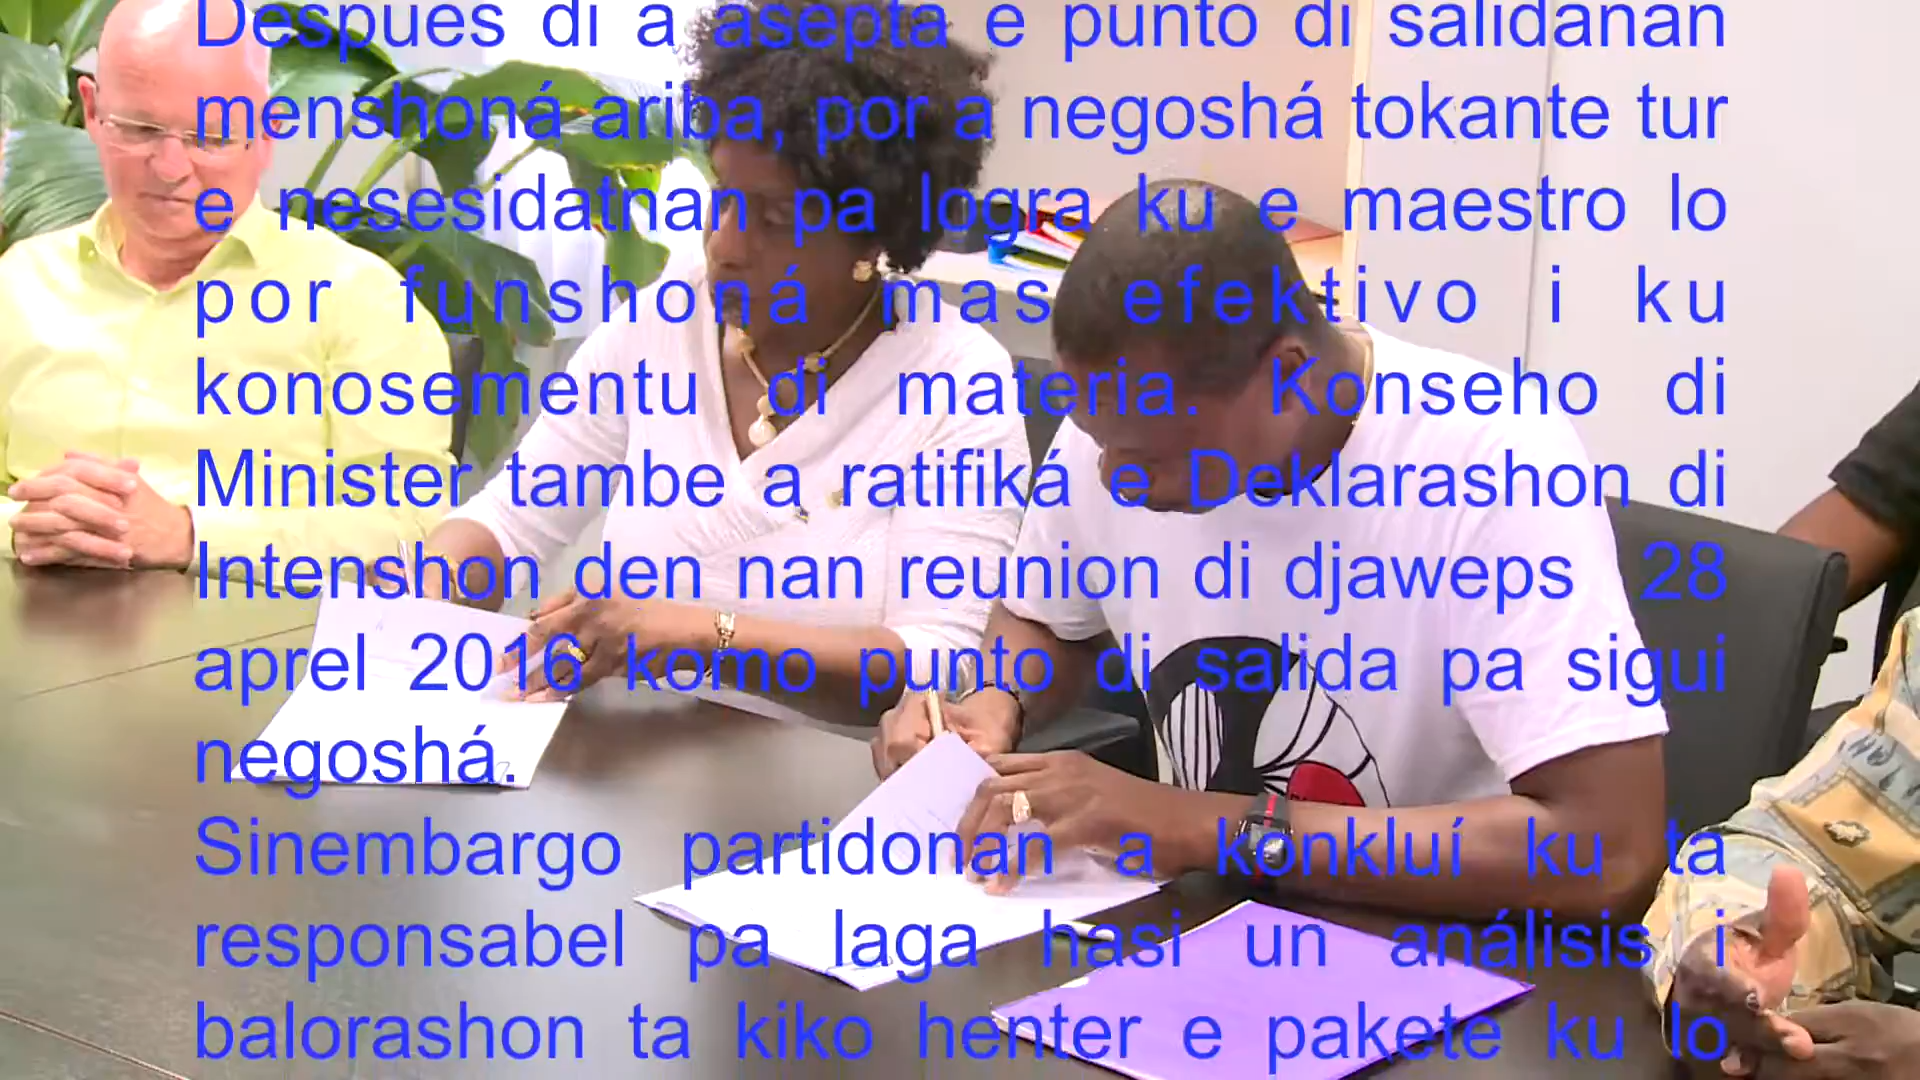 Despues di a asepta e punto di salidanan
menshoná ariba, por a negoshá tokante tur
e nesesidatnan pa logra ku e maestro lo
por funshoná mas efektivo i ku
konosementu di materia. Konseho di
Minister tambe a ratifiká e Deklarashon di
Intenshon den nan reunion di djaweps 28
aprel 2016 komo punto di salida pa sigui
negoshá.
Sinembargo partidonan a konkluí ku ta
responsabel pa laga hasi un análisis i
balorashon ta kiko henter e pakete ku lo